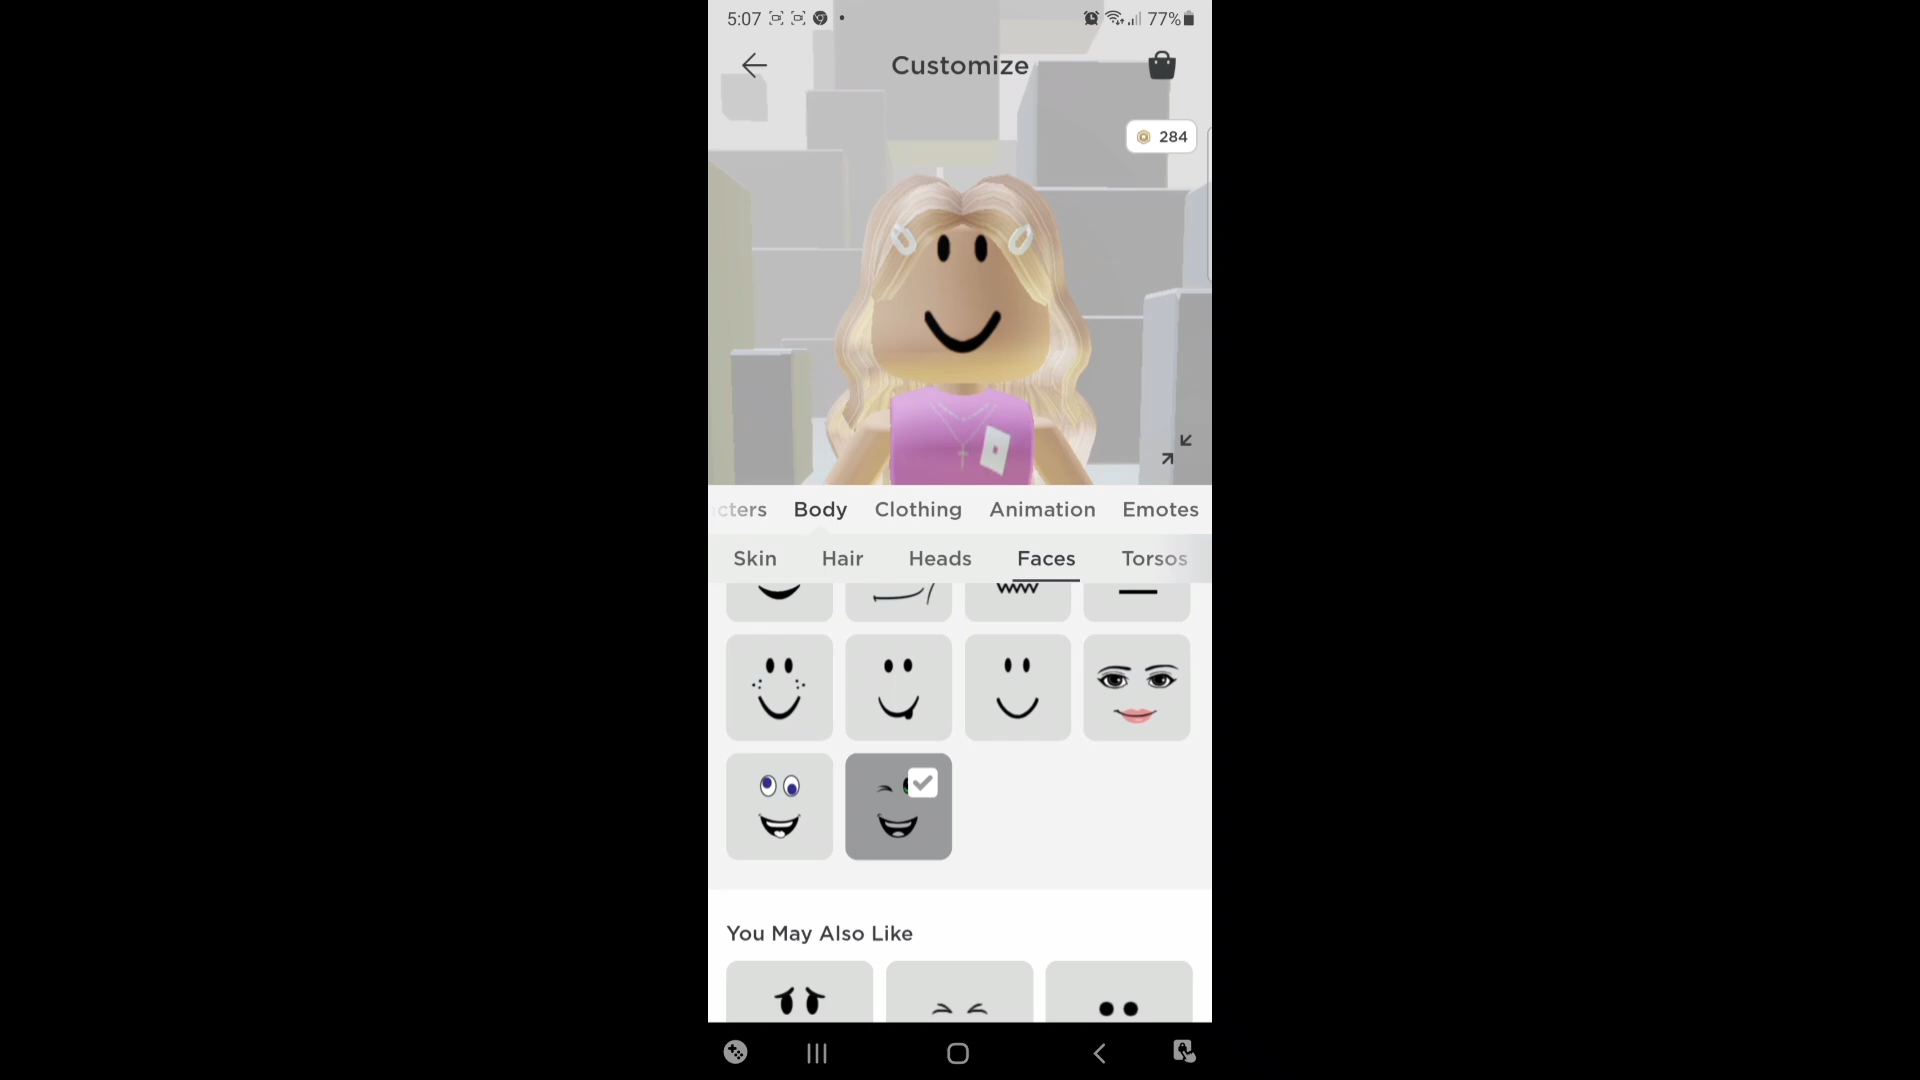 5:07
77%
Customize
284
cters Body Clothing Animation Emotes
Skin Hair Heads Faces Torsos
You May Also Like